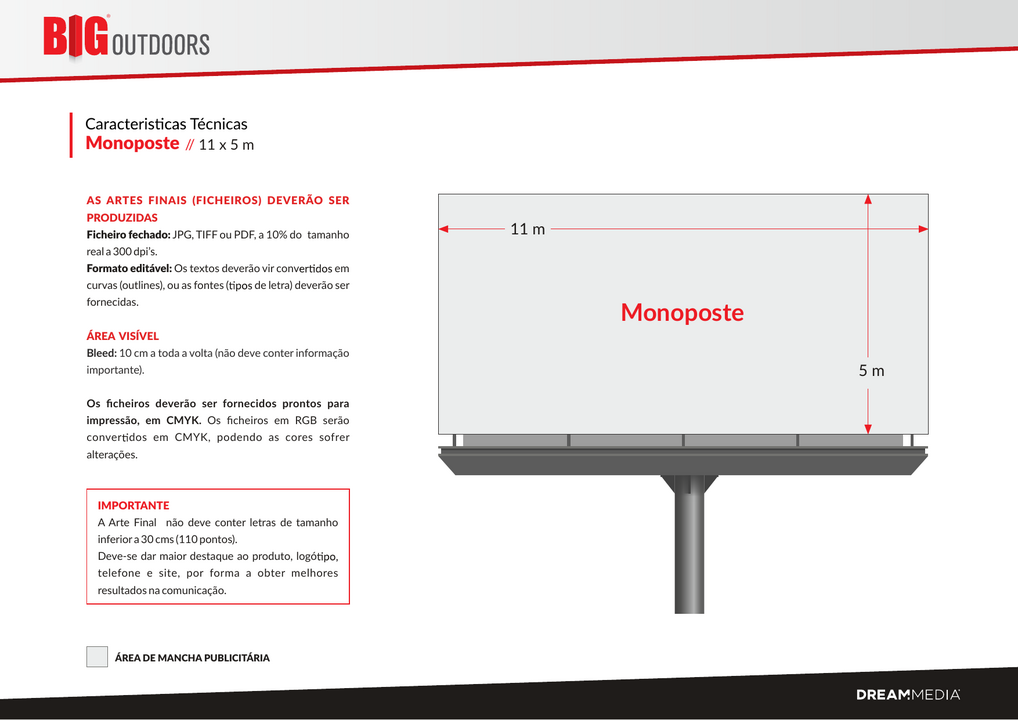 BIG OUTDOORS
Caracteristicas Técnicas
Monoposte // 11 x 5 m
AS ARTES FINAIS (FICHEIROS) DEVERÃO SER
PRODUZIDAS
Ficheiro fechado: JPG, TIFF ou PDF, a 10% do tamanho
real a 300 dpi's.
Formato editável: Os textos deverão vir convertidos em
curvas (outlines), ou as fontes (tipos de letra) deverão ser
fornecidas.
ÁREA VISÍVEL
Bleed: 10 cm a toda a volta (não deve conter informação
importante).
Os ficheiros deverão ser fornecidos prontos para
impressão, em CMYK. Os ficheiros em RGB serão
convertidos em CMYK, podendo as cores sofrer
alterações.
IMPORTANTE
A Arte Final não deve conter letras de tamanho
inferior a 30 cms (110 pontos).
Deve-se dar maior destaque ao produto, logótipo,
telefone e site, por forma a obter melhores
resultados na comunicação.
ÁREA DE MANCHA PUBLICITÁRIA
11 m
Monoposte
5 m
DREAMMEDIA